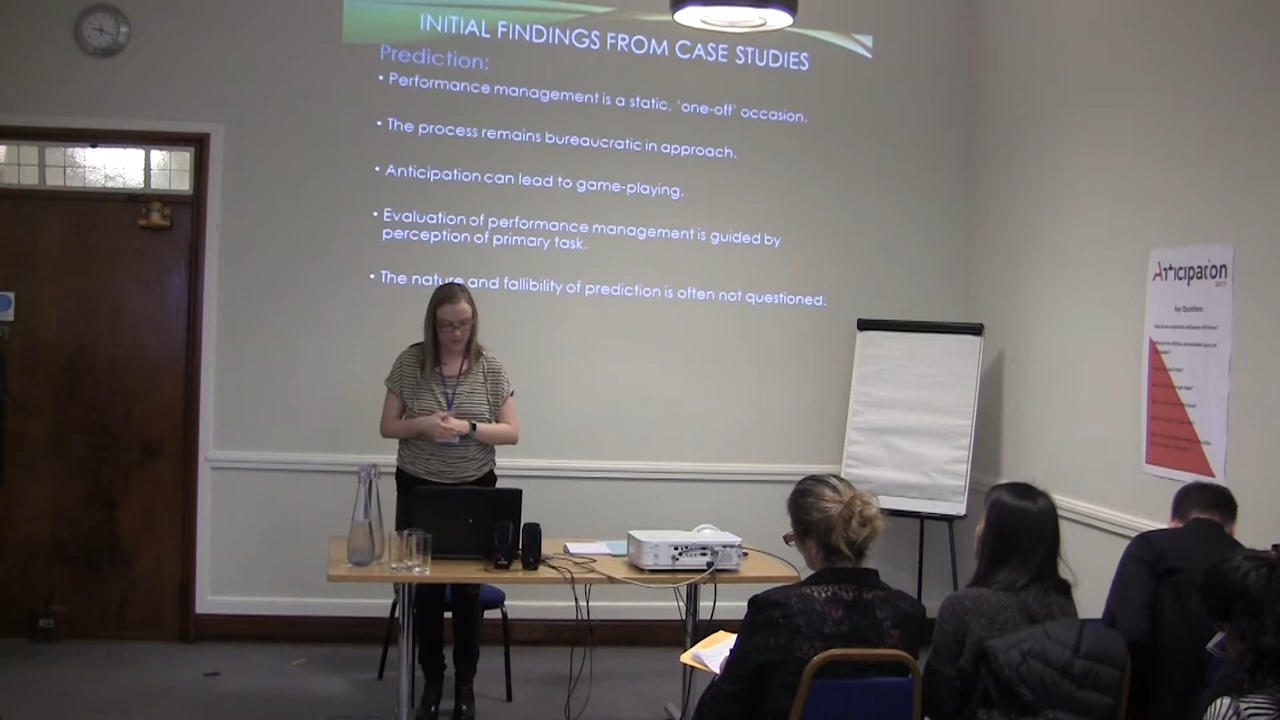 INITIAL FINDINGS FROM CASE STUDIES
Prediction:
• Performance management is a static, 'one-off' occasion.
• The process remains bureaucratic in approach.
• Anticipation can lead to game-playing.
• Evaluation of performance management is guided by
perception of primary task.
• The nature and fallibility of prediction is often not questioned.
Anticipation
2017
Key Questions